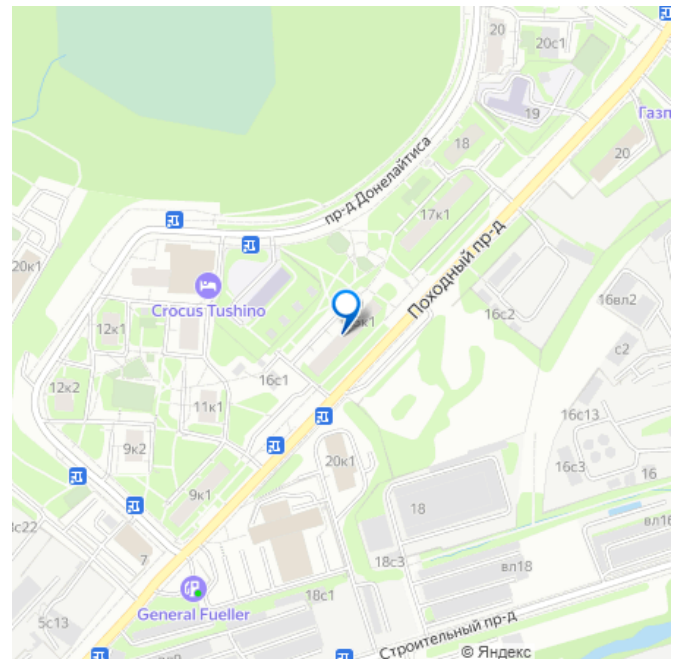 20
20с1
19
Газп
18
20
пр-д Донелайтиса
17к1
20к1
Походный пр-д
Crocus Tushino
16вл2
16с2
к1
12к1
с2
16с1
12к2
11к1
16с13
9к2
20к1
16с3
16
9к1
18
вл16
с22
7
18с3
вл18
General Fueller
18с1
5с13
Строительный пр-д
© Яндекс